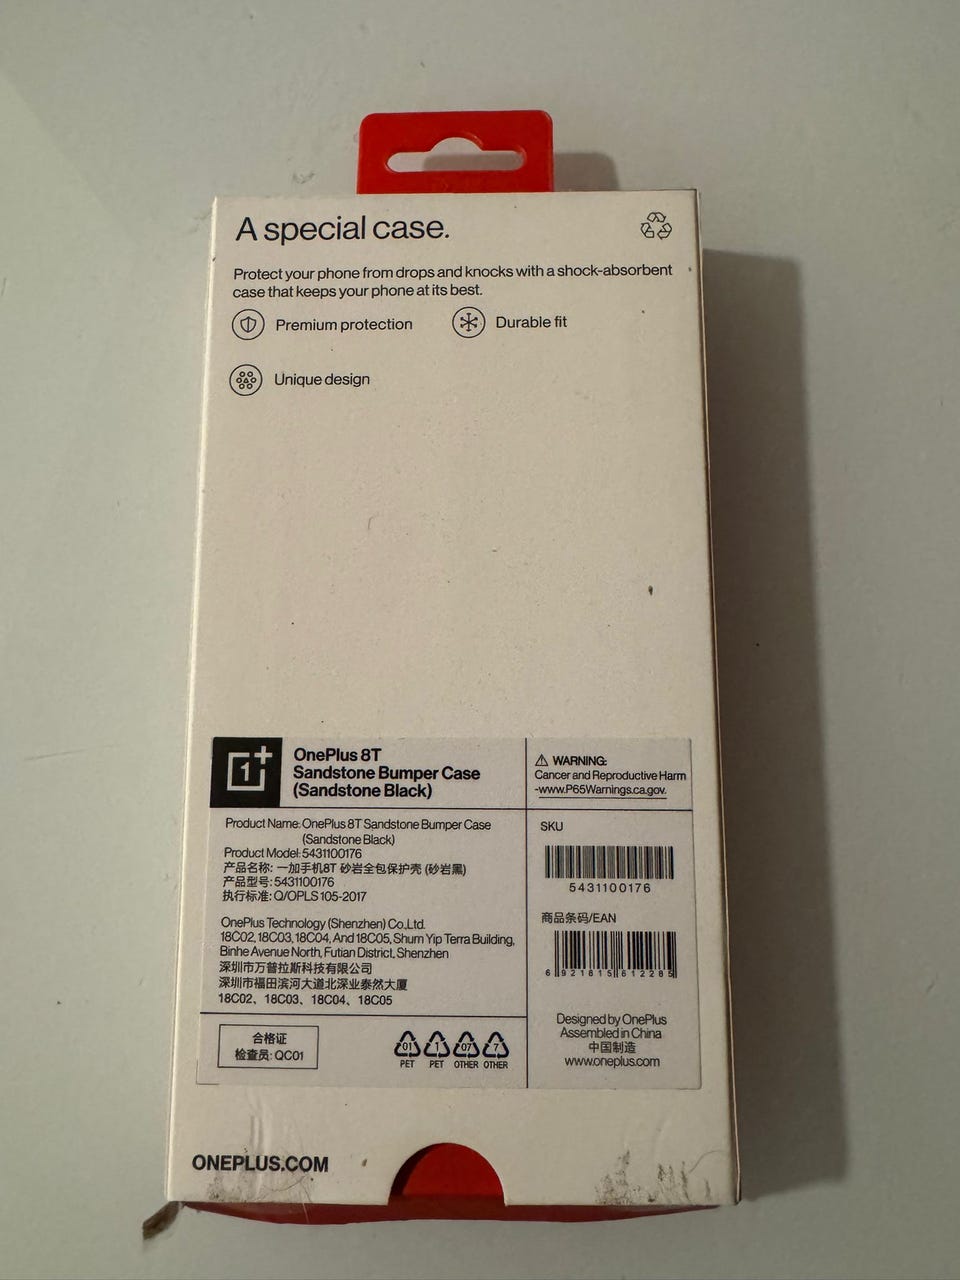 A special case.
Protect your phone from drops and knocks with a shock-absorbent
case that keeps your phone at its best.
Premium protection
Durable fit
Unique design
1+
OnePlus 8T
Sandstone Bumper Case
(Sandstone Black)
Product Name: OnePlus 8T Sandstone Bumper Case
(Sandstone Black)
Product Model: 5431100176
产品名称: 一加手机8T 砂岩全包保护壳 (砂岩黑)
产品型号: 5431100176
执行标准: Q/OPLS 105-2017
OnePlus Technology (Shenzhen) Co.,Ltd.
18C02, 18C03, 18C04, And 18C05, Shum Yip Terra Building,
Binhe Avenue North, Futian District, Shenzhen
深圳市万普拉斯科技有限公司
深圳市福田滨河大道北深业泰然大厦
18C02、18C03、18C04、18C05
合格证
检查员: QC01
01 1 07 7
PET PET OTHER OTHER
WARNING:
Cancer and Reproductive Harm
-www.P65Warnings.ca.gov.
SKU
5431100176
商品条码/EAN
6 921815 612285
Designed by OnePlus
Assembled in China
中国制造
www.oneplus.com
ONEPLUS.COM